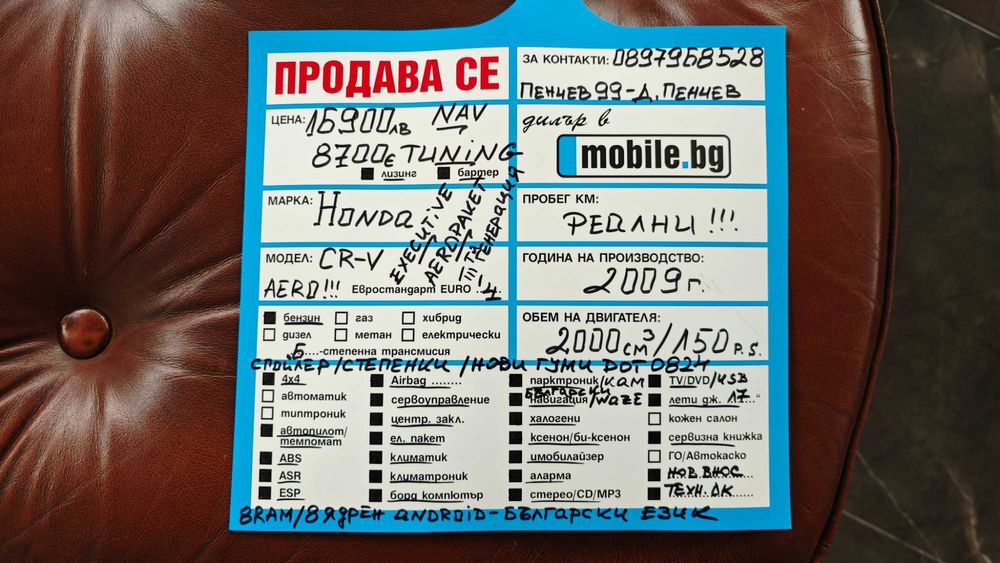 ПРОДАВА СЕ
ЗА КОНТАКТИ: 0897958528
ПЕНЧЕВ 99-Д. ПЕНЧЕВ
ЦЕНА: 16900лв NAV
8700€ TUNING
лизинг бартер
дилър в
mobile.bg
МАРКА: HONDA
EXECUTIVE
АЕРОПАКЕТ
IIIТА ГЕНЕРАЦИЯ
ПРОБЕГ КМ:
РЕАЛНИ!!!
МОДЕЛ: CR-V
AERO!!! Евростандарт EURO 4
ГОДИНА НА ПРОИЗВОДСТВО:
2009г.
бензин газ хибрид
дизел метан електрически
5-степенна трансмисия
ОБЕМ НА ДВИГАТЕЛЯ:
2000см3/150 P.S.
СПОЙЛЕР/СТЕПЕНКИ/НОВИ ГУМИ DOT 0824
4x4
автоматик
типтроник
автопилот/
темпомат
ABS
ASR
ESP
Airbag ........
сервоуправление
центр. закл.
ел. пакет
климатик
климатроник
борд компютър
парктроник/КАМ
БЪЛГАРСКИ
навигация/WAZE
халогени
ксенон/би-ксенон
имобилайзер
аларма
стерео/CD/MP3
TV/DVD/USB
лети дж. 17"
кожен салон
сервизна книжка
ГО/Автокаско
НОВ ВНОС
ТЕХН. ОК
8RAM/8 ЯДРЕН ANDROID-БЪЛГАРСКИ ЕЗИК